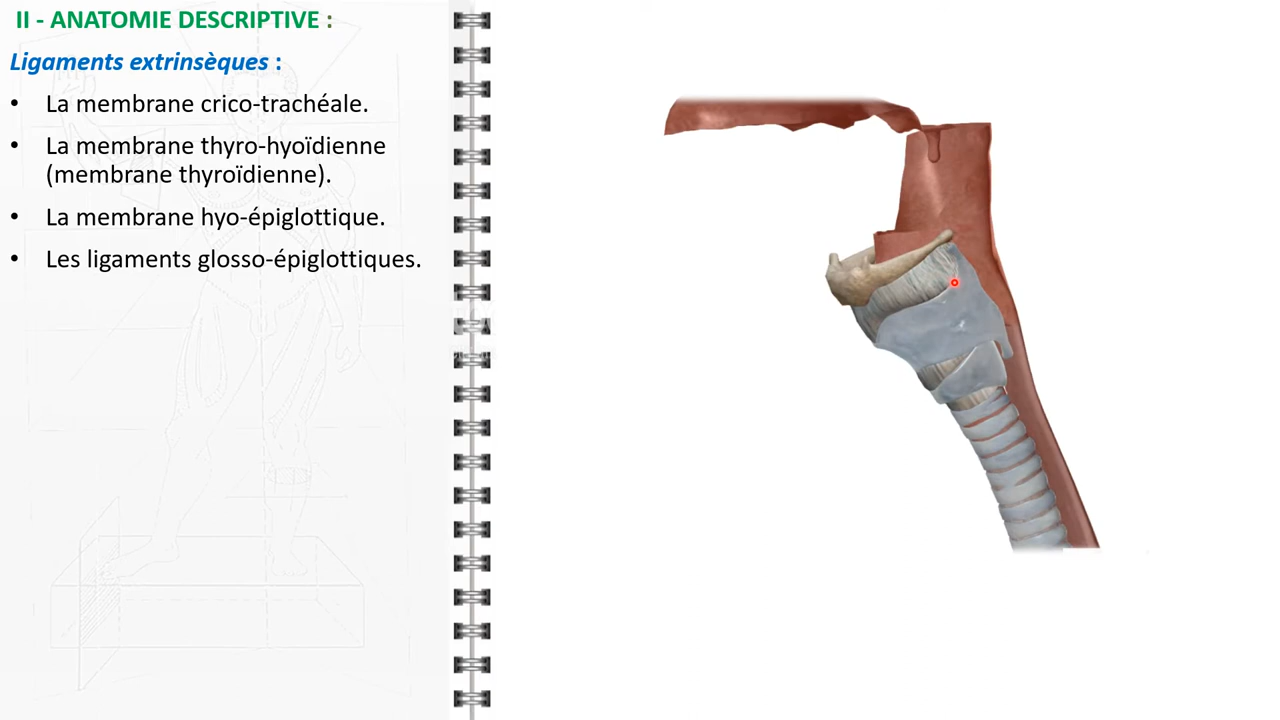 II - ANATOMIE DESCRIPTIVE :
Ligaments extrinsèques :
• La membrane crico-trachéale.
• La membrane thyro-hyoïdienne
(membrane thyroïdienne).
• La membrane hyo-épiglottique.
• Les ligaments glosso-épiglottiques.